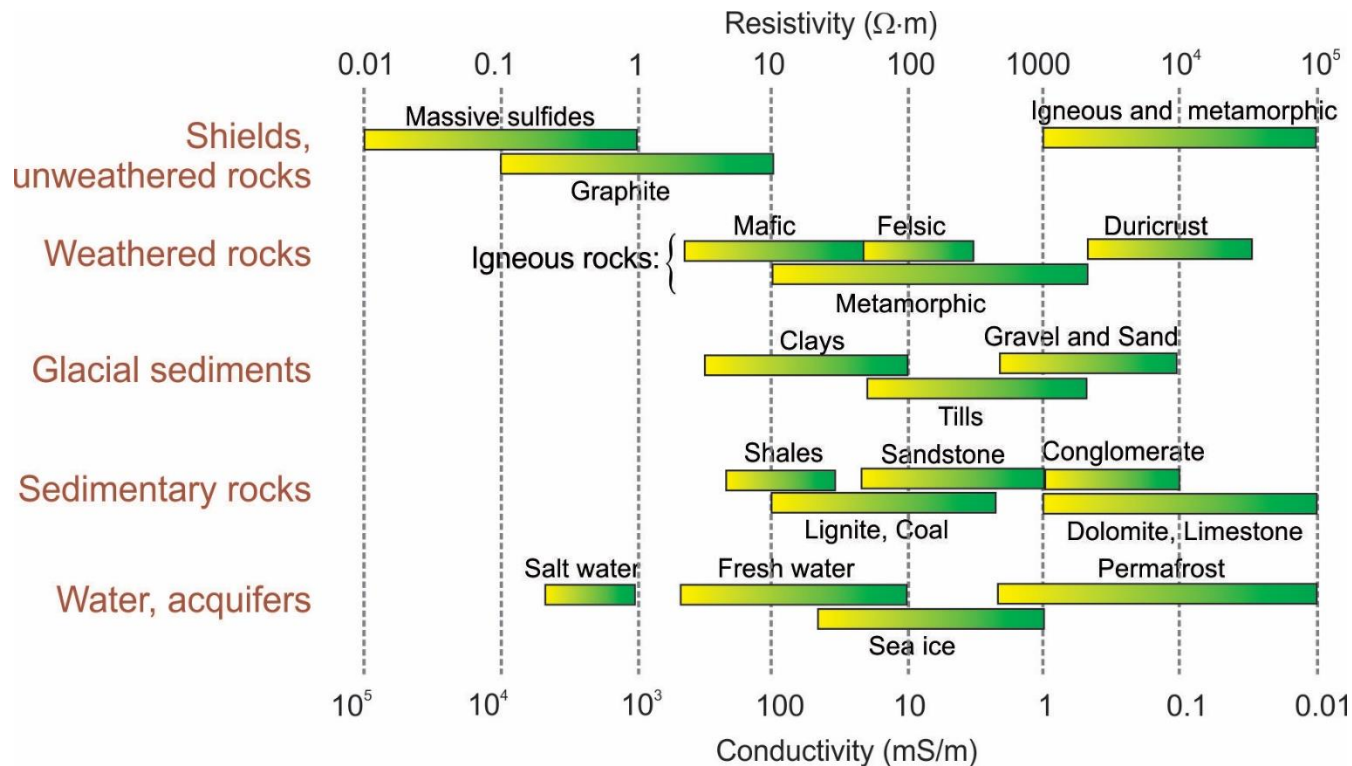 Resistivity (Ω·m)
0.01 0.1 1 10 100 1000 10⁴ 10⁵
Massive sulfides Igneous and metamorphic
Shields,
unweathered rocks
Graphite
Mafic Felsic Duricrust
Weathered rocks
Igneous rocks: {
Metamorphic
Clays Gravel and Sand
Glacial sediments
Tills
Shales Sandstone Conglomerate
Sedimentary rocks
Lignite, Coal Dolomite, Limestone
Salt water Fresh water Permafrost
Water, acquifers
Sea ice
10⁵ 10⁴ 10³ 100 10 1 0.1 0.01
Conductivity (mS/m)